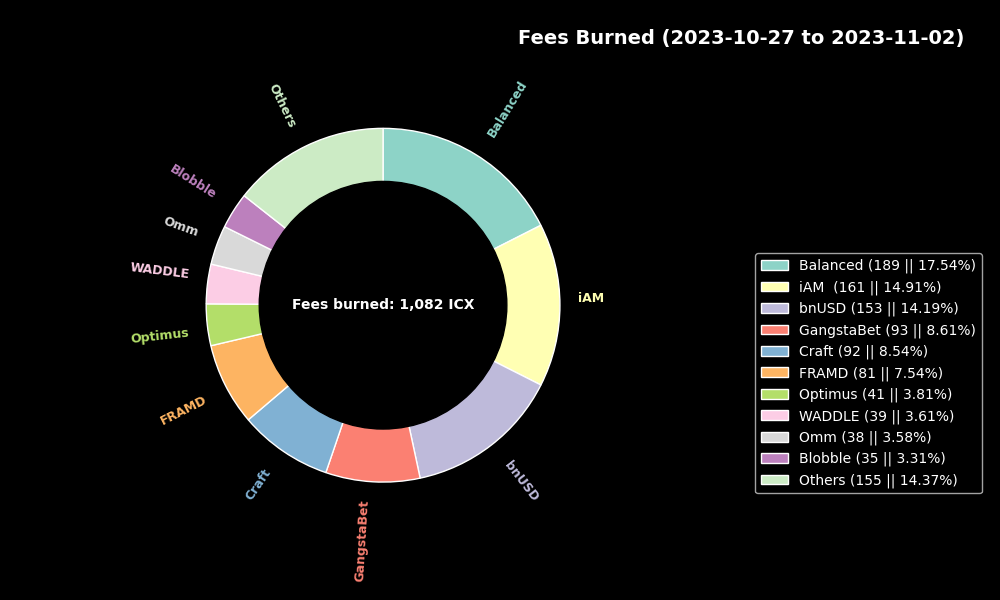 Fees Burned (2023-10-27 to 2023-11-02)
Balanced
Others
Blobble
Omm
WADDLE
iAM
Fees burned: 1,082 ICX
Optimus
FRAMD
Craft
bnUSD
GangstaBet
Balanced (189 || 17.54%)
iAM  (161 || 14.91%)
bnUSD (153 || 14.19%)
GangstaBet (93 || 8.61%)
Craft (92 || 8.54%)
FRAMD (81 || 7.54%)
Optimus (41 || 3.81%)
WADDLE (39 || 3.61%)
Omm (38 || 3.58%)
Blobble (35 || 3.31%)
Others (155 || 14.37%)